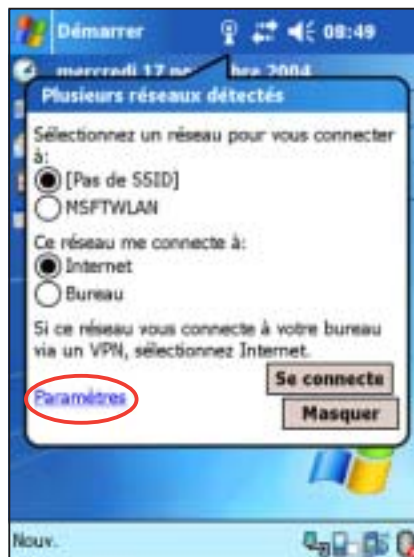 Démarrer 08:49
mercredi 17 bre 2004
Plusieurs réseaux détectés
Sélectionnez un réseau pour vous connecter
à:
[Pas de SSID]
MSFTWLAN
Ce réseau me connecte à:
Internet
Bureau
Si ce réseau vous connecte à votre bureau
via un VPN, sélectionnez Internet.
Se connecte
Paramètres
Masquer
Nouv.